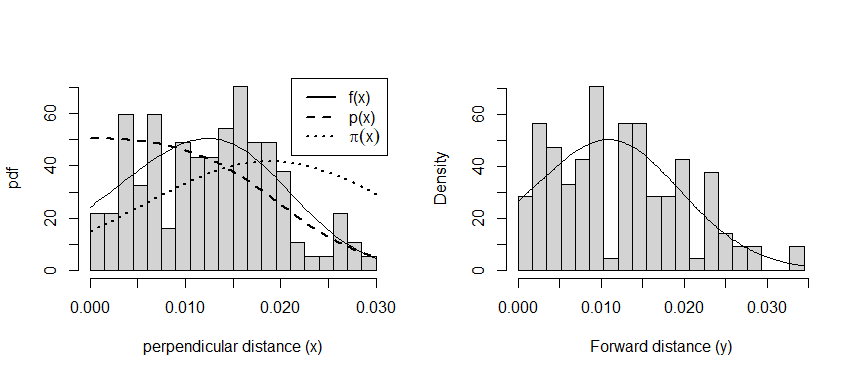 f(x)
p(x)
π(x)
pdf
0 20 40 60
0.000 0.010 0.020 0.030
perpendicular distance (x)
Density
0 20 40 60
0.000 0.010 0.020 0.030
Forward distance (y)